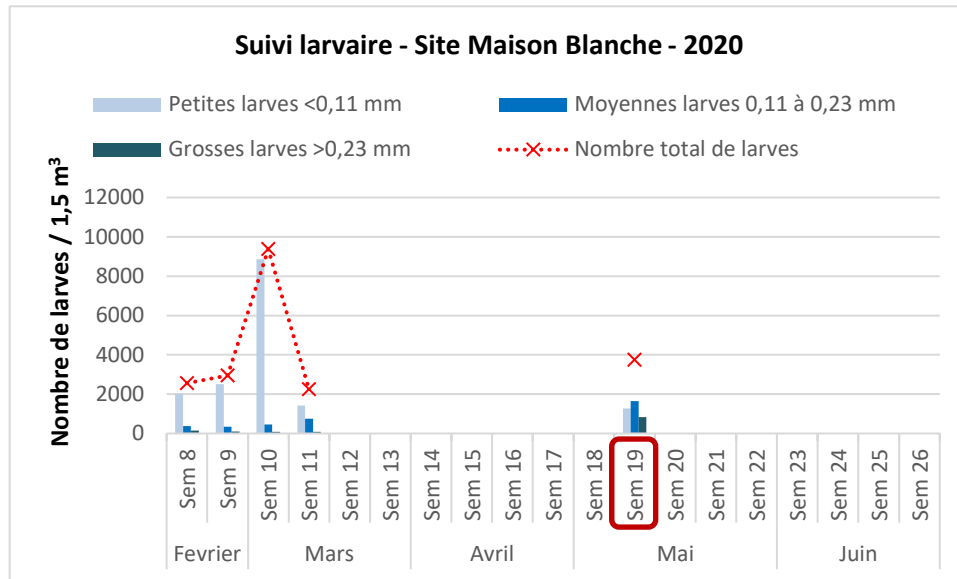 Suivi larvaire - Site Maison Blanche - 2020
Petites larves <0,11 mm
Moyennes larves 0,11 à 0,23 mm
Grosses larves >0,23 mm
Nombre total de larves
Nombre de larves / 1,5 m³
12000
10000
8000
6000
4000
2000
0
Sem 8
Sem 9
Sem 10
Sem 11
Sem 12
Sem 13
Sem 14
Sem 15
Sem 16
Sem 17
Sem 18
Sem 19
Sem 20
Sem 21
Sem 22
Sem 23
Sem 24
Sem 25
Sem 26
Fevrier
Mars
Avril
Mai
Juin